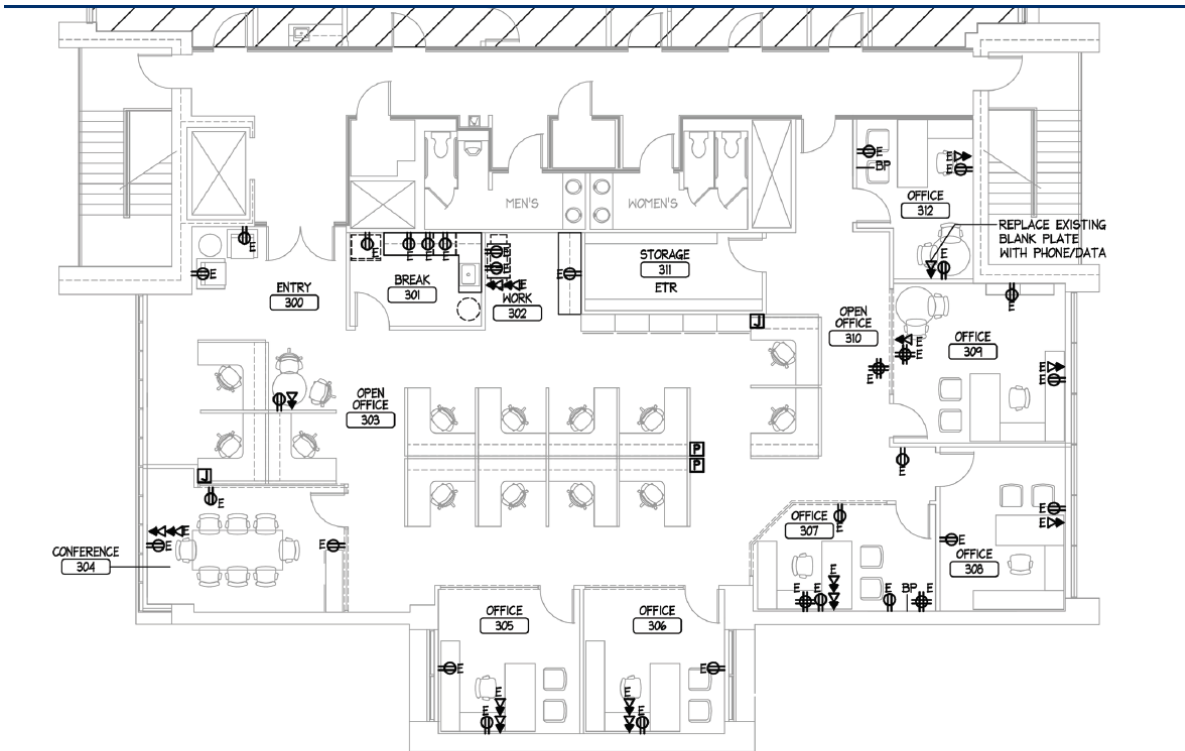 MEN'S
WOMEN'S
E
BP
E
E
OFFICE
312
REPLACE EXISTING
BLANK PLATE
WITH PHONE/DATA
E
E
E
E
E
E
E
BREAK
301
E
E
E
WORK
302
E
STORAGE
311
ETR
ENTRY
300
E
J
OPEN
OFFICE
310
E
E
E
OFFICE
309
E
E
E
OPEN
OFFICE
303
P
P
J
E
E
E
E
E
CONFERENCE
304
OFFICE
307
E
E
E
E
E
OFFICE
308
E
E
E
E
BP
E
OFFICE
305
OFFICE
306
E
E
E
E
E
E